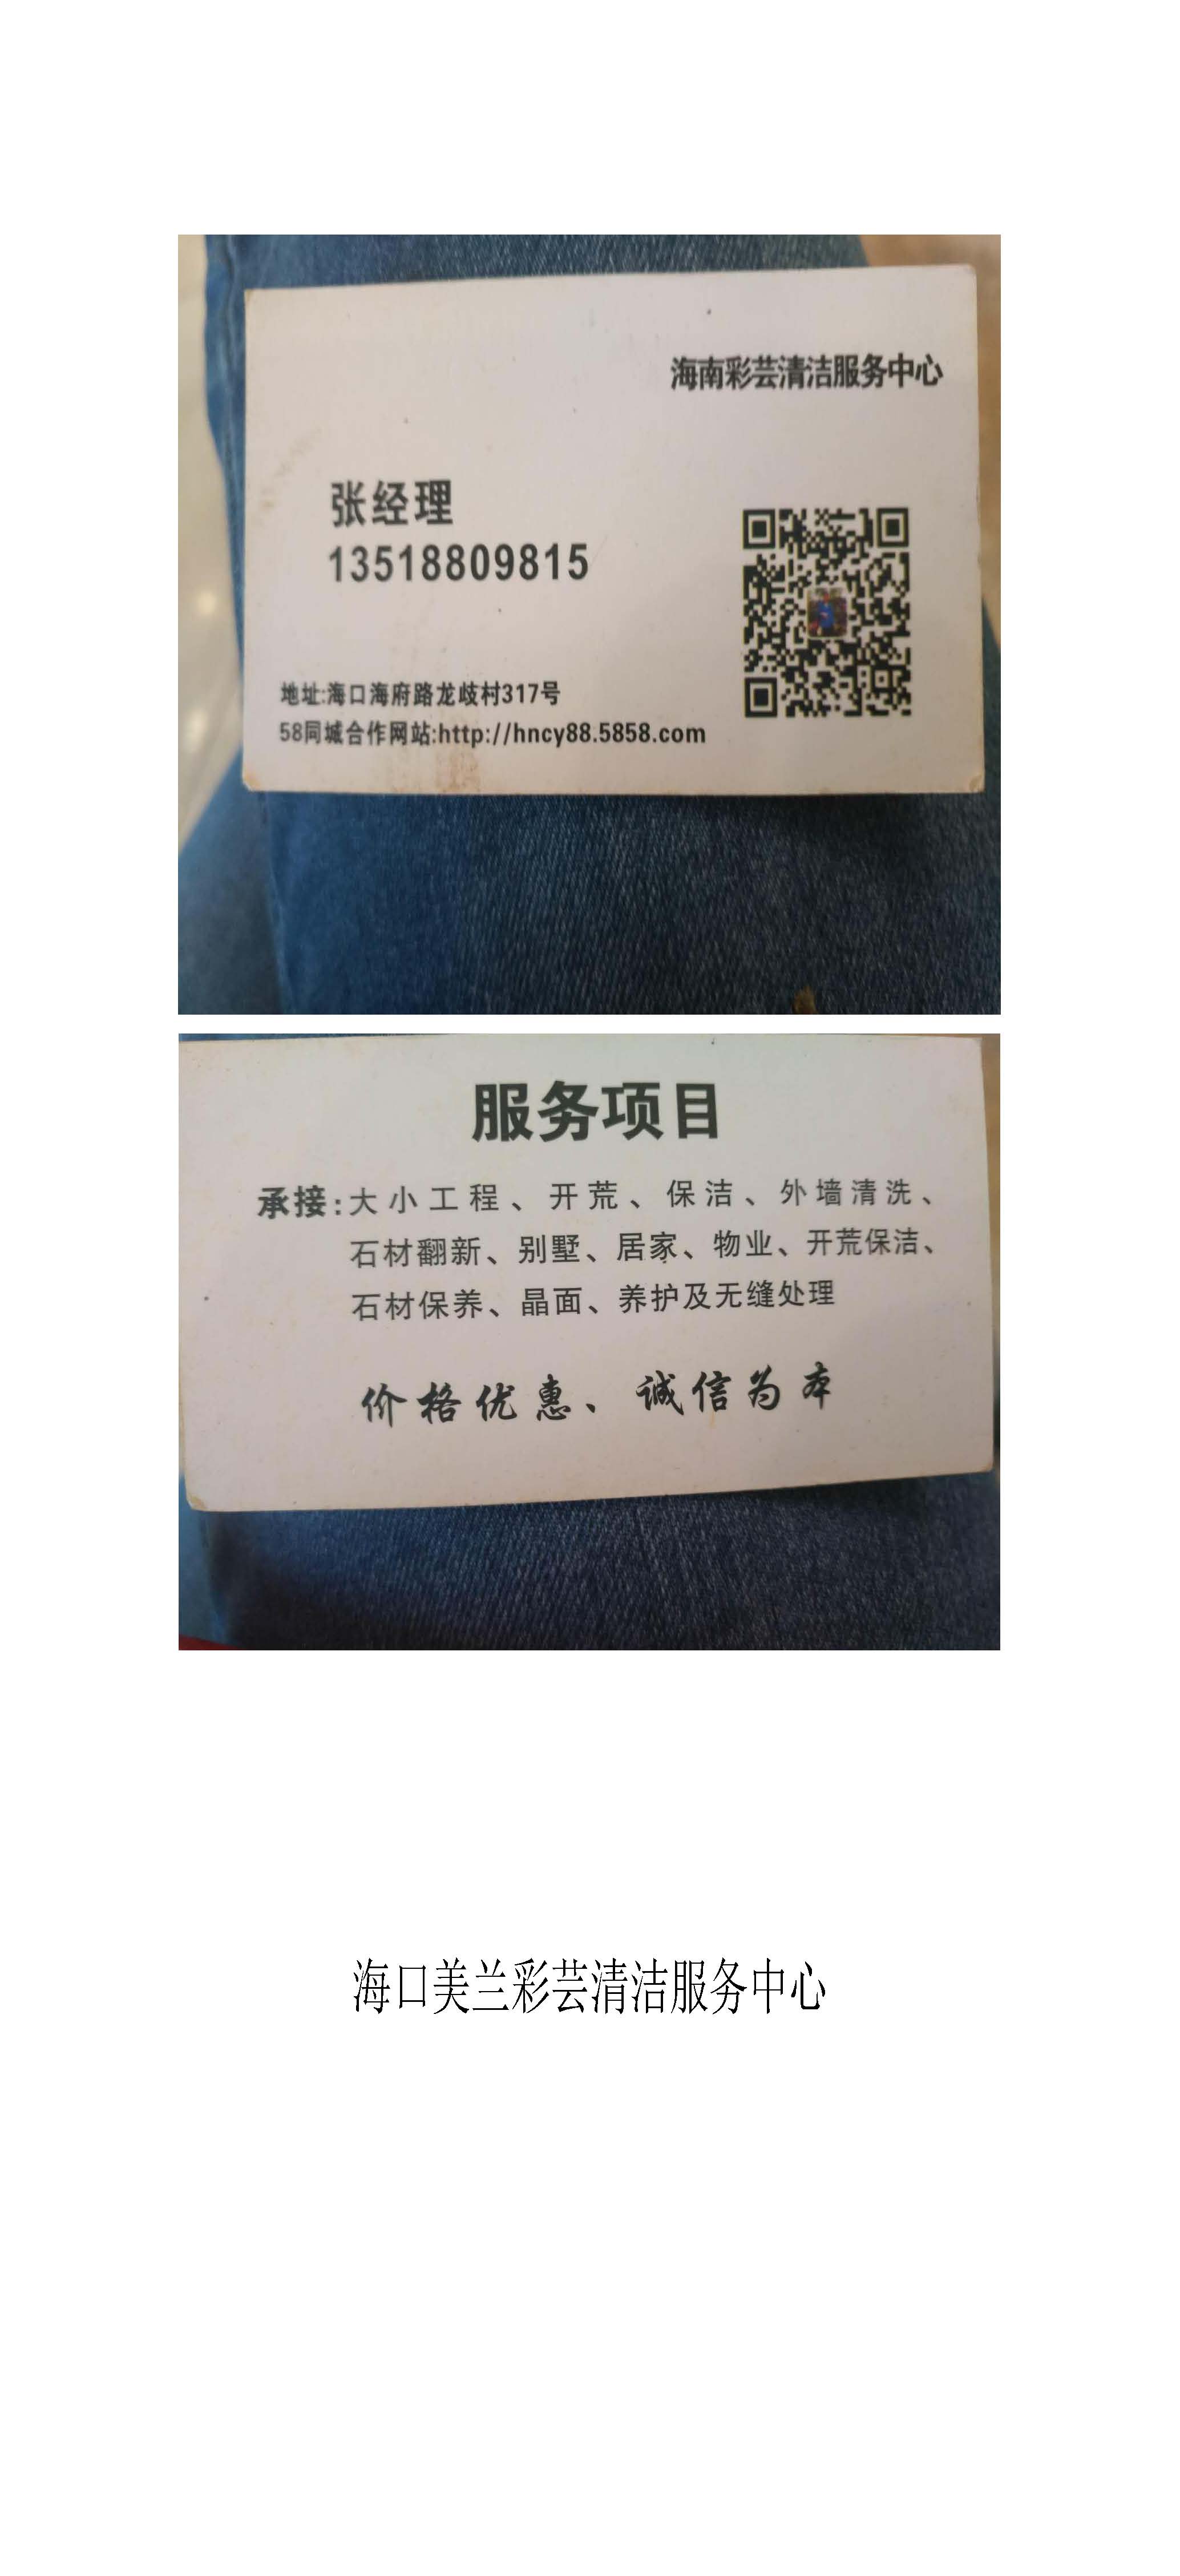 海南彩芸清洁服务中心
张经理
13518809815
地址:海口海府路龙歧村317号
58同城合作网站:http://hncy88.5858.com
服务项目
承接:大小工程、开荒、保洁、外墙清洗、
石材翻新、别墅、居家、物业、开荒保洁、
石材保养、晶面、养护及无缝处理
价格优惠、诚信为本
海口美兰彩芸清洁服务中心